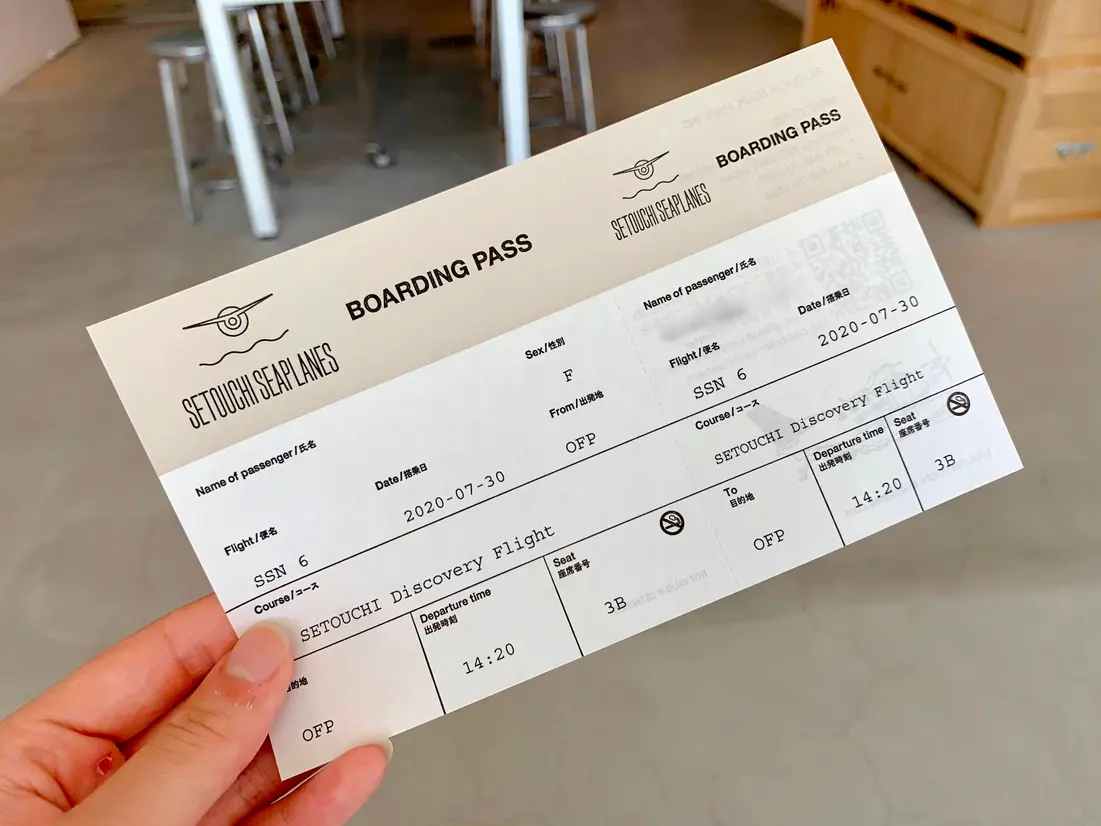 BOARDING PASS
SETOUCHI SEAPLANES
Name of passenger/氏名
Sex/性別
F
Date/搭乗日
2020-07-30
From/出発地
OFP
Flight/便名
SSN 6
Course/コース
SETOUCHI Discovery Flight
的地
OFP
Departure time
出発時刻
14:20
Seat
座席番号
3B
BOARDING PASS
SETOUCHI SEAPLANES
Name of passenger/氏名
Date/搭乗日
2020-07-30
Flight/便名
SSN 6
Course/コース
SETOUCHI Discovery Flight
To
目的地
OFP
Departure time
出発時刻
14:20
Seat
座席番号
3B